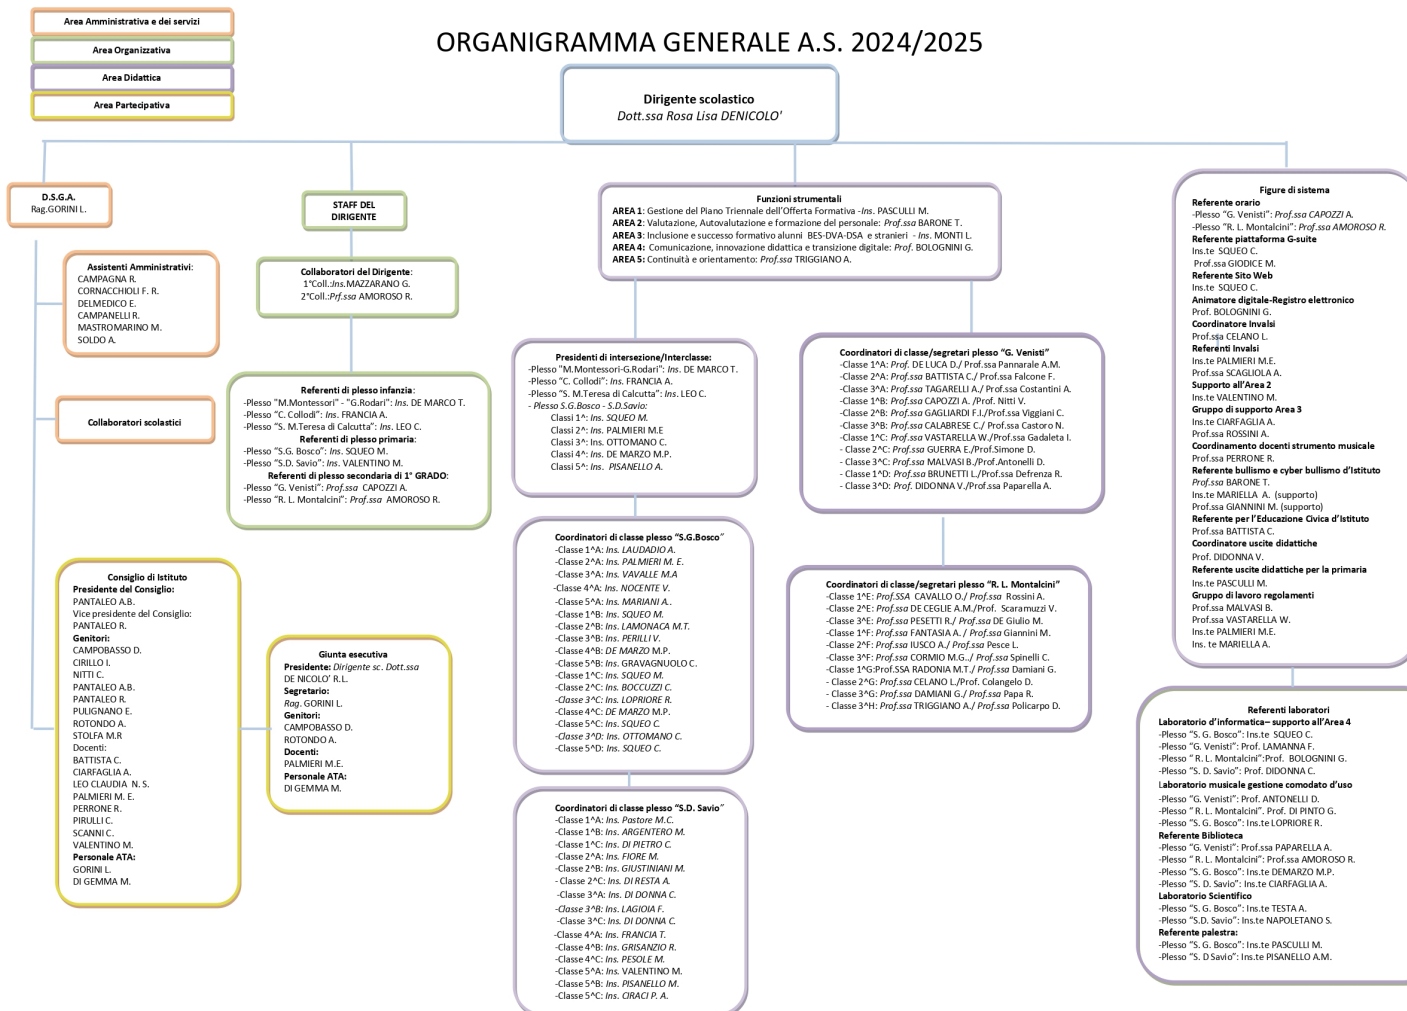 Area Amministrativa e dei servizi
Area Organizzativa
Area Didattica
Area Partecipativa
ORGANIGRAMMA GENERALE A.S. 2024/2025
Dirigente scolastico
Dott.ssa Rosa Lisa DENICOLO'
D.S.G.A.
Rag.GORINI L.
Assistenti Amministrativi:
CAMPAGNA R.
CORNACCHIOLI F. R.
DELMEDICO E.
CAMPANELLI R.
MASTROMARINO M.
SOLDO A.
Collaboratori scolastici
Consiglio di Istituto
Presidente del Consiglio:
PANTALEO A.B.
Vice presidente del Consiglio:
PANTALEO R.
Genitori:
CAMPOBASSO D.
CIRILLO I.
NITTI C.
PANTALEO A.B.
PANTALEO R.
PULIGNANO E.
ROTONDO A.
STOLFA M.R
Docenti:
BATTISTA C.
CIARFAGLIA A.
LEO CLAUDIA N. S.
PALMIERI M. E.
PERRONE R.
PIRULLI C.
SCANNI C.
VALENTINO M.
Personale ATA:
GORINI L.
DI GEMMA M.
Giunta esecutiva
Presidente: Dirigente sc. Dott.ssa
DE NICOLO’ R.L.
Segretario:
Rag. GORINI L.
Genitori:
CAMPOBASSO D.
ROTONDO A.
Docenti:
PALMIERI M.E.
Personale ATA:
DI GEMMA M.
STAFF DEL
DIRIGENTE
Collaboratori del Dirigente:
1°Coll.:Ins.MAZZARANO G.
2°Coll.:Prf.ssa AMOROSO R.
Referenti di plesso infanzia:
-Plesso "M.Montessori" - "G.Rodari": Ins. DE MARCO T.
-Plesso “C. Collodi”: Ins. FRANCIA A.
-Plesso “S. M.Teresa di Calcutta”: Ins. LEO C.
Referenti di plesso primaria:
-Plesso “S.G. Bosco”: Ins. SQUEO M.
-Plesso “S.D. Savio”: Ins. VALENTINO M.
Referenti di plesso secondaria di 1° GRADO:
-Plesso “G. Venisti”: Prof.ssa CAPOZZI A.
-Plesso “R. L. Montalcini”: Prof.ssa AMOROSO R.
Funzioni strumentali
AREA 1: Gestione del Piano Triennale dell’Offerta Formativa -Ins. PASCULLI M.
AREA 2: Valutazione, Autovalutazione e formazione del personale: Prof.ssa BARONE T.
AREA 3: Inclusione e successo formativo alunni BES-DVA-DSA e stranieri - Ins. MONTI L.
AREA 4: Comunicazione, innovazione didattica e transizione digitale: Prof. BOLOGNINI G.
AREA 5: Continuità e orientamento: Prof.ssa TRIGGIANO A.
Presidenti di intersezione/Interclasse:
-Plesso "M.Montessori-G.Rodari": Ins. DE MARCO T.
-Plesso “C. Collodi”: Ins. FRANCIA A.
-Plesso “S. M.Teresa di Calcutta”: Ins. LEO C.
- Plesso S.G.Bosco - S.D.Savio:
Classi 1^: Ins. SQUEO M.
Classi 2^: Ins. PALMIERI M.E
Classi 3^: Ins. OTTOMANO C.
Classi 4^: Ins. DE MARZO M.P.
Classi 5^: Ins. PISANELLO A.
Coordinatori di classe plesso “S.G.Bosco”
-Classe 1^A: Ins. LAUDADIO A.
-Classe 2^A: Ins. PALMIERI M. E.
-Classe 3^A: Ins. VAVALLE M.A
-Classe 4^A: Ins. NOCENTE V.
-Classe 5^A: Ins. MARIANI A..
-Classe 1^B: Ins. SQUEO M.
-Classe 2^B: Ins. LAMONACA M.T.
-Classe 3^B: Ins. PERILLI V.
-Classe 4^B: DE MARZO M.P.
-Classe 5^B: Ins. GRAVAGNUOLO C.
-Classe 1^C: Ins. SQUEO M.
-Classe 2^C: Ins. BOCCUZZI C.
-Classe 3^C: Ins. LOPRIORE R.
-Classe 4^C: DE MARZO M.P.
-Classe 5^C: Ins. SQUEO C.
-Classe 3^D: Ins. OTTOMANO C.
-Classe 5^D: Ins. SQUEO C.
Coordinatori di classe plesso “S.D. Savio”
-Classe 1^A: Ins. Pastore M.C.
-Classe 1^B: Ins. ARGENTERO M.
-Classe 1^C: Ins. DI PIETRO C.
-Classe 2^A: Ins. FIORE M.
-Classe 2^B: Ins. GIUSTINIANI M.
- Classe 2^C: Ins. DI RESTA A.
-Classe 3^A: Ins. DI DONNA C.
-Classe 3^B: Ins. LAGIOIA F.
-Classe 3^C: Ins. DI DONNA C.
-Classe 4^A: Ins. FRANCIA T.
-Classe 4^B: Ins. GRISANZIO R.
-Classe 4^C: Ins. PESOLE M.
-Classe 5^A: Ins. VALENTINO M.
-Classe 5^B: Ins. PISANELLO M.
-Classe 5^C: Ins. CIRACI P. A.
Coordinatori di classe/segretari plesso “G. Venisti”
-Classe 1^A: Prof. DE LUCA D./ Prof.ssa Pannarale A.M.
-Classe 2^A: Prof.ssa BATTISTA C./ Prof.ssa Falcone F.
-Classe 3^A: Prof.ssa TAGARELLI A./ Prof.ssa Costantini A.
-Classe 1^B: Prof.ssa CAPOZZI A. /Prof. Nitti V.
-Classe 2^B: Prof.ssa GAGLIARDI F.I./Prof.ssa Viggiani C.
-Classe 3^B: Prof.ssa CALABRESE C./ Prof.ssa Castoro N.
-Classe 1^C: Prof.ssa VASTARELLA W./Prof.ssa Gadaleta I.
- Classe 2^C: Prof.ssa GUERRA E./Prof.Simone D.
- Classe 3^C: Prof.ssa MALVASI B./Prof.Antonelli D.
-Classe 1^D: Prof.ssa BRUNETTI L./Prof.ssa Defrenza R.
- Classe 3^D: Prof. DIDONNA V./Prof.ssa Paparella A.
Coordinatori di classe/segretari plesso “R. L. Montalcini”
-Classe 1^E: Prof.SSA CAVALLO O./ Prof.ssa Rossini A.
-Classe 2^E: Prof.ssa DE CEGLIE A.M./Prof. Scaramuzzi V.
-Classe 3^E: Prof.ssa PESETTI R./ Prof.ssa DE Giulio M.
-Classe 1^F: Prof.ssa FANTASIA A. / Prof.ssa Giannini M.
-Classe 2^F: Prof.ssa IUSCO A./ Prof.ssa Pesce L.
-Classe 3^F: Prof.ssa CORMIO M.G../ Prof.ssa Spinelli C.
-Classe 1^G:Prof.SSA RADONIA M.T./ Prof.ssa Damiani G.
- Classe 2^G: Prof.ssa CELANO L./Prof. Colangelo D.
- Classe 3^G: Prof.ssa DAMIANI G./ Prof.ssa Papa R.
- Classe 3^H: Prof.ssa TRIGGIANO A./ Prof.ssa Policarpo D.
Figure di sistema
Referente orario
-Plesso “G. Venisti”: Prof.ssa CAPOZZI A.
-Plesso “R. L. Montalcini”: Prof.ssa AMOROSO R.
Referente piattaforma G-suite
Ins.te SQUEO C.
Prof.ssa GIODICE M.
Referente Sito Web
Ins.te SQUEO C.
Animatore digitale-Registro elettronico
Prof. BOLOGNINI G.
Coordinatore Invalsi
Prof.ssa CELANO L.
Referenti Invalsi
Ins.te PALMIERI M.E.
Prof.ssa SCAGLIOLA A.
Supporto all’Area 2
Ins.te VALENTINO M.
Gruppo di supporto Area 3
Ins.te CIARFAGLIA A.
Prof.ssa ROSSINI A.
Coordinamento docenti strumento musicale
Prof.ssa PERRONE R.
Referente bullismo e cyber bullismo d’Istituto
Prof.ssa BARONE T.
Ins.te MARIELLA A. (supporto)
Prof.ssa GIANNINI M. (supporto)
Referente per l’Educazione Civica d’Istituto
Prof.ssa BATTISTA C.
Coordinatore uscite didattiche
Prof. DIDONNA V.
Referente uscite didattiche per la primaria
Ins.te PASCULLI M.
Gruppo di lavoro regolamenti
Prof.ssa MALVASI B.
Prof.ssa VASTARELLA W.
Ins.te PALMIERI M.E.
Ins. te MARIELLA A.
Referenti laboratori
Laboratorio d’informatica– supporto all’Area 4
-Plesso “S. G. Bosco”: Ins.te SQUEO C.
-Plesso “G. Venisti”: Prof. LAMANNA F.
-Plesso “ R. L. Montalcini”:Prof. BOLOGNINI G.
-Plesso “S. D. Savio”: Prof. DIDONNA C.
Laboratorio musicale gestione comodato d’uso
-Plesso “G. Venisti”: Prof. ANTONELLI D.
-Plesso “ R. L. Montalcini”. Prof. DI PINTO G.
-Plesso “S. G. Bosco”: Ins.te LOPRIORE R.
Referente Biblioteca
-Plesso “G. Venisti”: Prof.ssa PAPARELLA A.
-Plesso “ R. L. Montalcini”: Prof.ssa AMOROSO R.
-Plesso “S. G. Bosco”: Ins.te DEMARZO M.P.
-Plesso “S. D. Savio”: Ins.te CIARFAGLIA A.
Laboratorio Scientifico
-Plesso “S. G. Bosco”: Ins.te TESTA A.
-Plesso “S.D. Savio”: Ins.te NAPOLETANO S.
Referente palestra:
-Plesso “S. G. Bosco”: Ins.te PASCULLI M.
-Plesso “S. D Savio”: Ins.te PISANELLO A.M.